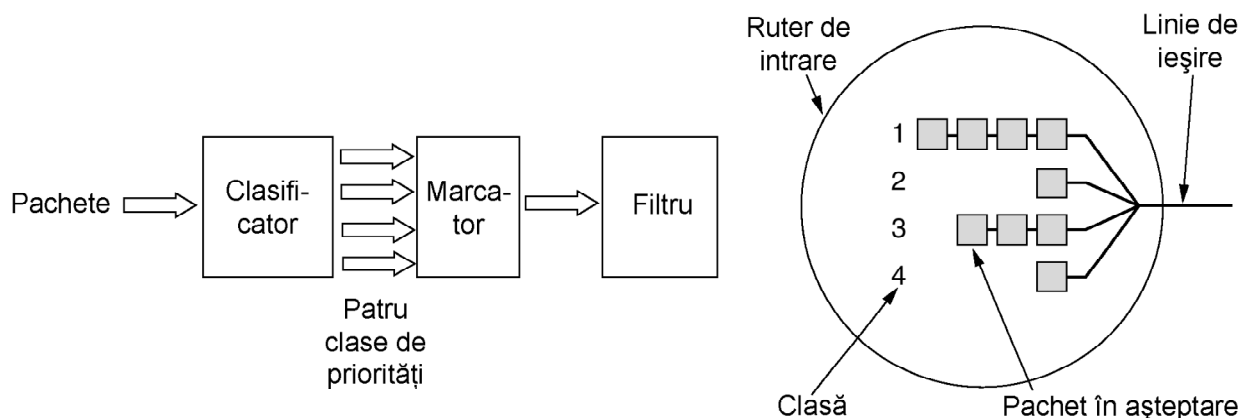 Pachete
Clasifi-
cator
Patru
clase de
priorități
Marca-
tor
Filtru
Ruter de
intrare
Linie de
ieşire
1
2
3
4
Clasă
Pachet în aşteptare